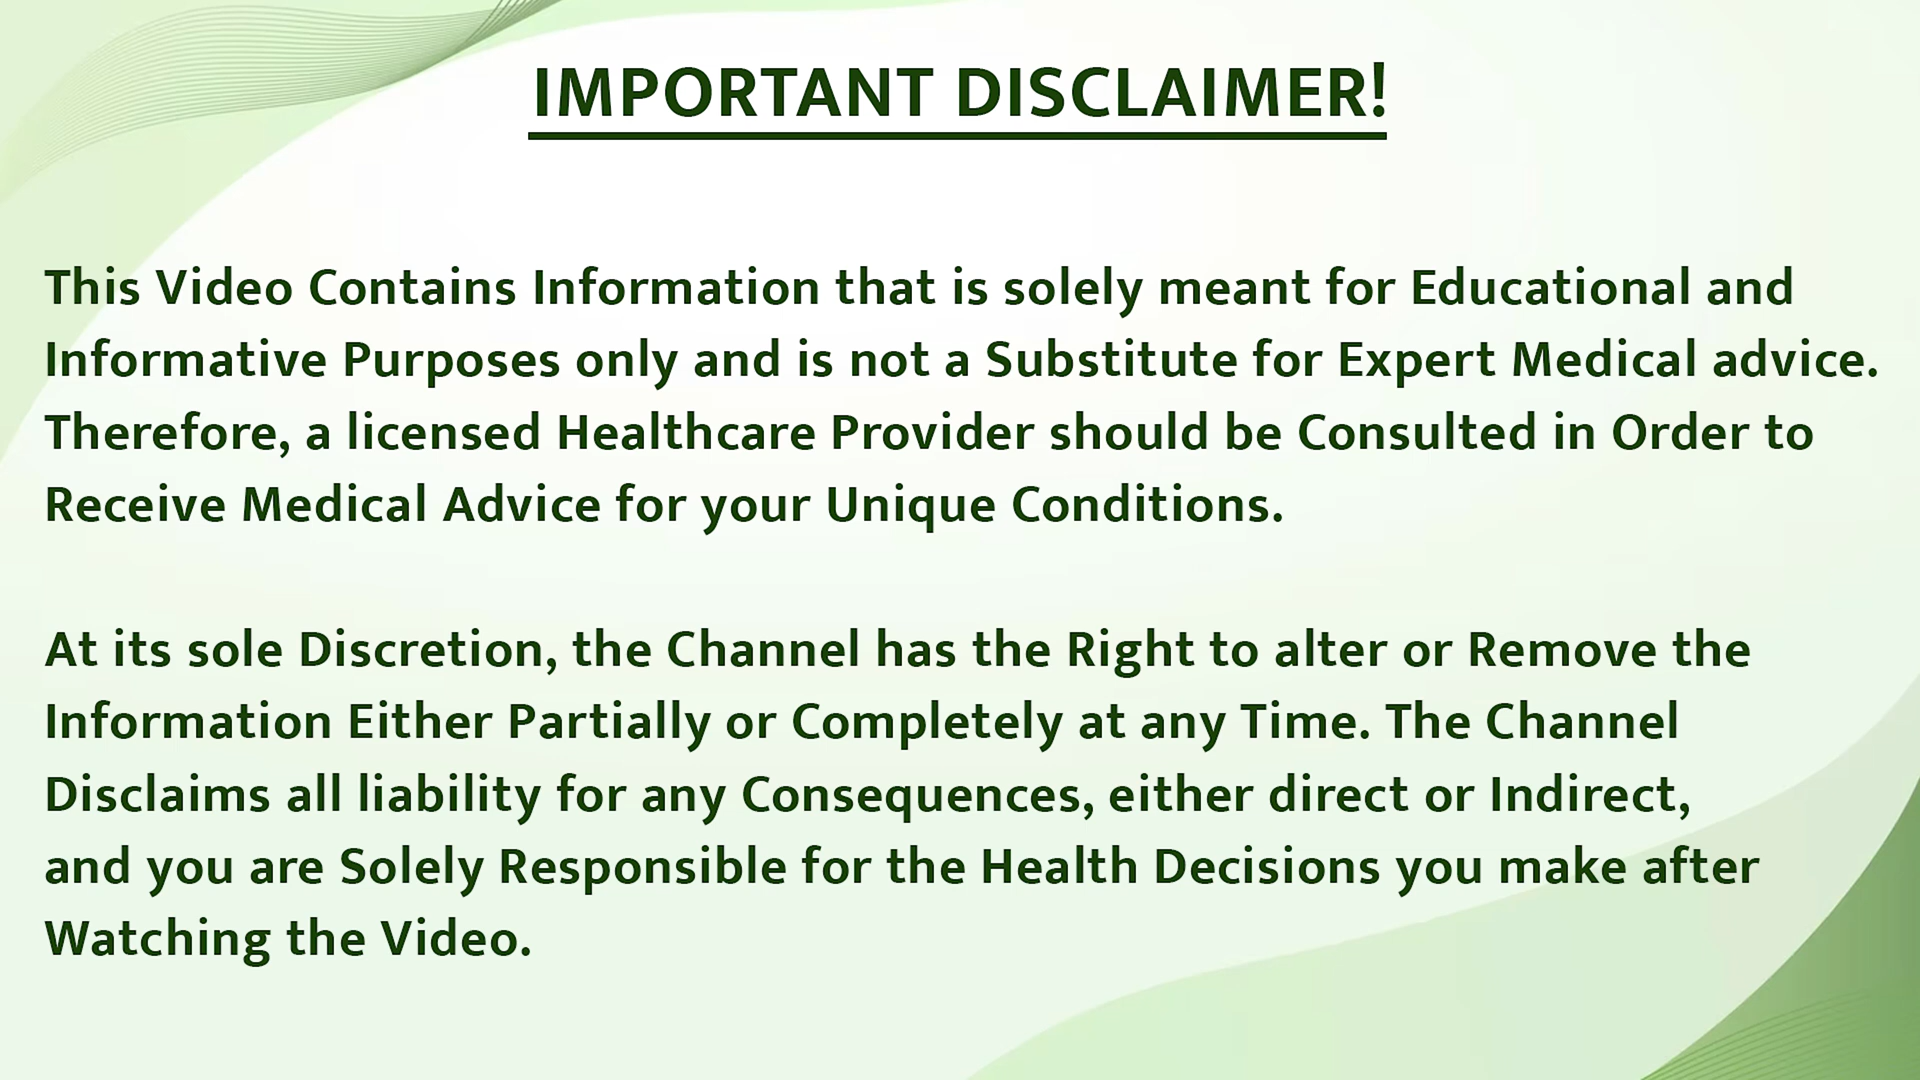 IMPORTANT DISCLAIMER!
This Video Contains Information that is solely meant for Educational and
Informative Purposes only and is not a Substitute for Expert Medical advice.
Therefore, a licensed Healthcare Provider should be Consulted in Order to
Receive Medical Advice for your Unique Conditions.
At its sole Discretion, the Channel has the Right to alter or Remove the
Information Either Partially or Completely at any Time. The Channel
Disclaims all liability for any Consequences, either direct or Indirect,
and you are Solely Responsible for the Health Decisions you make after
Watching the Video.